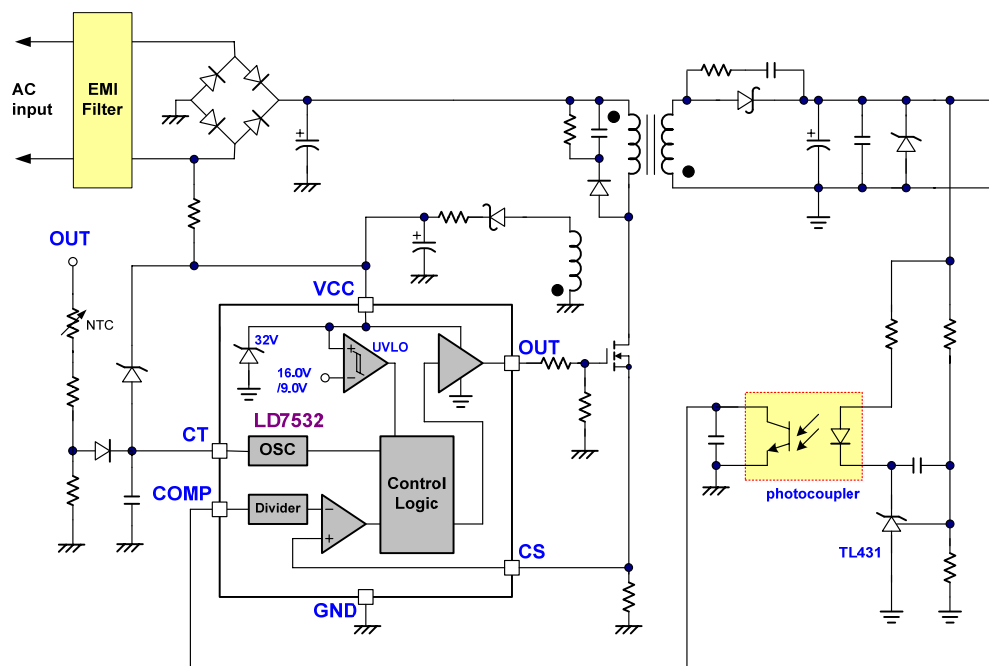 AC
input
EMI
Filter
OUT
NTC
VCC
32V
UVLO
+
−
16.0V
/9.0V
OUT
LD7532
CT
OSC
COMP
Divider
−
+
Control
Logic
CS
GND
photocoupler
TL431
+
+
+